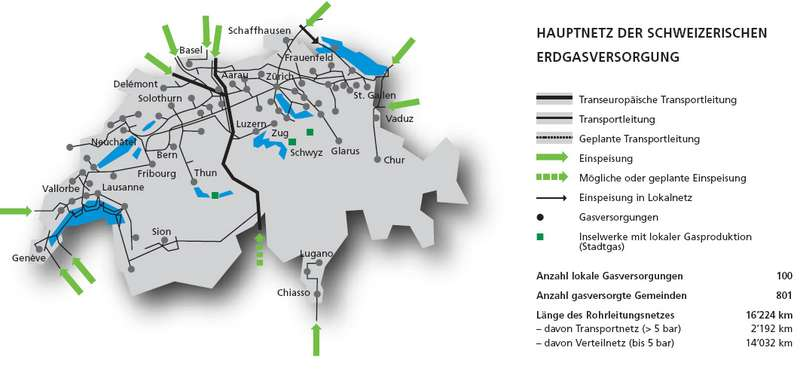 HAUPTNETZ DER SCHWEIZERISCHEN
ERDGASVERSORGUNG
Schaffhausen
Basel
Frauenfeld
Aarau
Zürich
Delémont
St. Gallen
Solothurn
Vaduz
Luzern
Zug
Neuchâtel
Schwyz
Glarus
Bern
Chur
Fribourg
Thun
Vallorbe
Lausanne
Sion
Genève
Lugano
Chiasso
Transeuropäische Transportleitung
Transportleitung
Geplante Transportleitung
Einspeisung
Mögliche oder geplante Einspeisung
Einspeisung in Lokalnetz
Gasversorgungen
Inselwerke mit lokaler Gasproduktion
(Stadtgas)
Anzahl lokale Gasversorgungen 100
Anzahl gasversorgte Gemeinden 801
Länge des Rohrleitungsnetzes 16'224 km
– davon Transportnetz (> 5 bar) 2'192 km
– davon Verteilnetz (bis 5 bar) 14'032 km